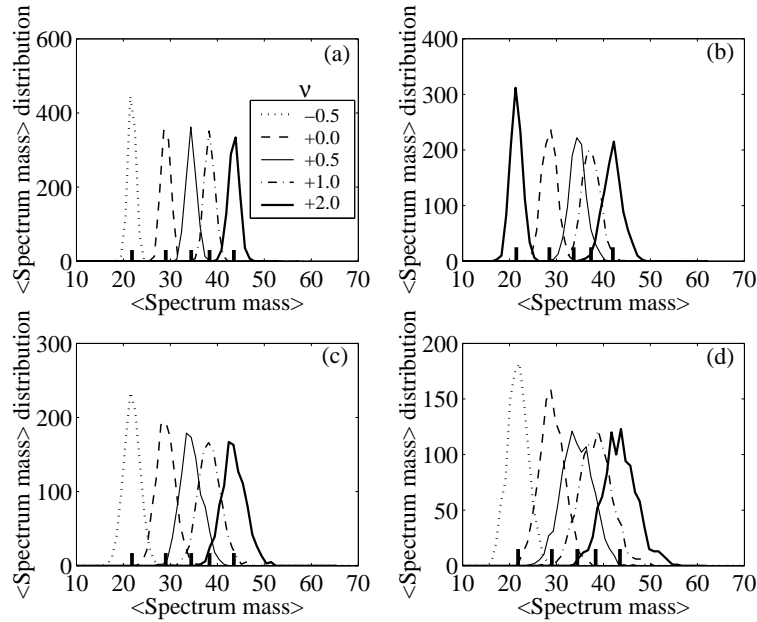 <Spectrum mass> distribution
600
400
200
0
10 20 30 40 50 60 70
<Spectrum mass>
(a)
ν
−0.5
+0.0
+0.5
+1.0
+2.0
<Spectrum mass> distribution
400
300
200
100
0
10 20 30 40 50 60 70
<Spectrum mass>
(b)
<Spectrum mass> distribution
300
200
100
0
10 20 30 40 50 60 70
<Spectrum mass>
(c)
<Spectrum mass> distribution
200
150
100
50
0
10 20 30 40 50 60 70
<Spectrum mass>
(d)